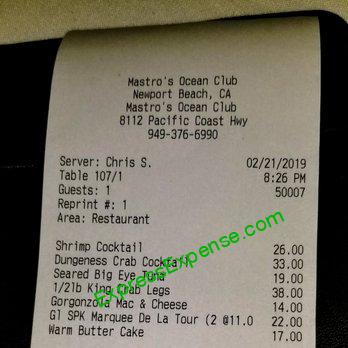 Mastro's Ocean Club
Newport Beach, CA
Mastro's Ocean Club
8112 Pacific Coast Hwy
949-376-6990
Server: Chris S. 02/21/2019
Table 107/1 8:26 PM
Guests: 1 50007
Reprint #: 1
Area: Restaurant
Shrimp Cocktail 26.00
Dungeness Crab Cocktail 33.00
Seared Big Eye Tuna 19.00
1/2lb King Crab Legs 38.00
Gorgonzola Mac & Cheese 14.00
Gl SPK Marquee De La Tour (2 @11.0 22.00
Warm Butter Cake 17.00
ExpressExpense.com